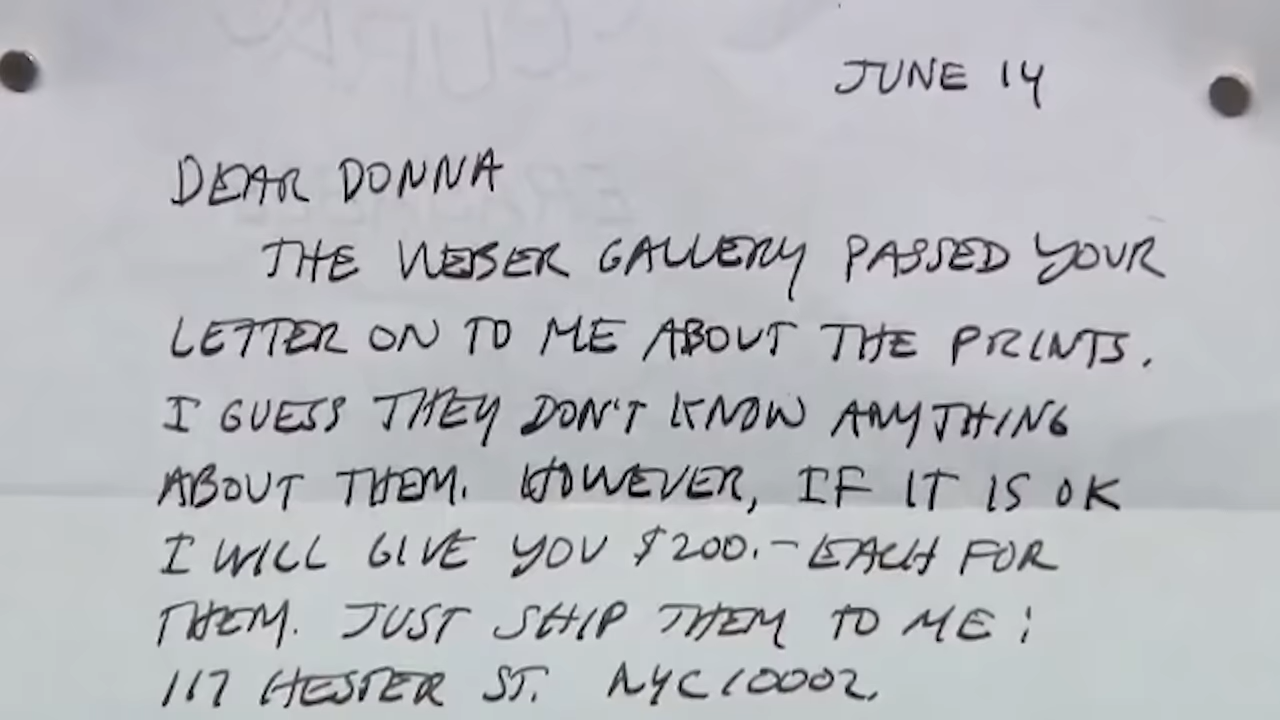 JUNE 14
DEAR DONNA
THE WEBER GALLERY PASSED YOUR
LETTER ON TO ME ABOUT THE PRINTS.
I GUESS THEY DON'T KNOW ANYTHING
ABOUT THEM. HOWEVER, IF IT IS OK
I WILL GIVE YOU $200.- EACH FOR
THEM. JUST SHIP THEM TO ME:
117 HESTER ST. NYC 10002.